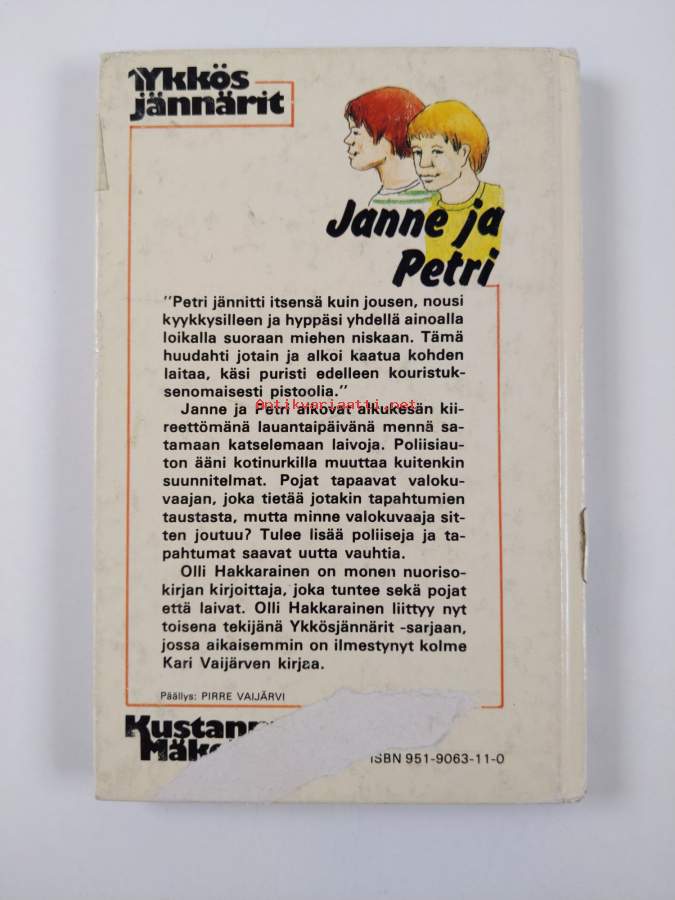 Ykkös
jännärit
Janne ja
Petri
"Petri jännitti itsensä kuin jousen, nousi
kyykkysilleen ja hyppäsi yhdellä ainoalla
loikalla suoraan miehen niskaan. Tämä
huudahti jotain ja alkoi kaatua kohden
laitaa, käsi puristi edelleen kouristuk-
senomaisesti pistoolia."
Antikvariaatti.net
Janne ja Petri aikovat alkukesän kii-
reettömänä lauantaipäivänä mennä sa-
tamaan katselemaan laivoja. Poliisiau-
ton ääni kotinurkilla muuttaa kuitenkin
suunnitelmat. Pojat tapaavat valoku-
vaajan, joka tietää jotakin tapahtumien
taustasta, mutta minne valokuvaaja sit-
ten joutuu? Tulee lisää poliiseja ja ta-
pahtumat saavat uutta vauhtia.
Olli Hakkarainen on monen nuoriso-
kirjan kirjoittaja, joka tuntee sekä pojat
että laivat. Olli Hakkarainen liittyy nyt
toisena tekijänä Ykkösjännärit -sarjaan,
jossa aikaisemmin on ilmestynyt kolme
Kari Vaijärven kirjaa.
Päällys: PIRRE VAIJÄRVI
ISBN 951-9063-11-0